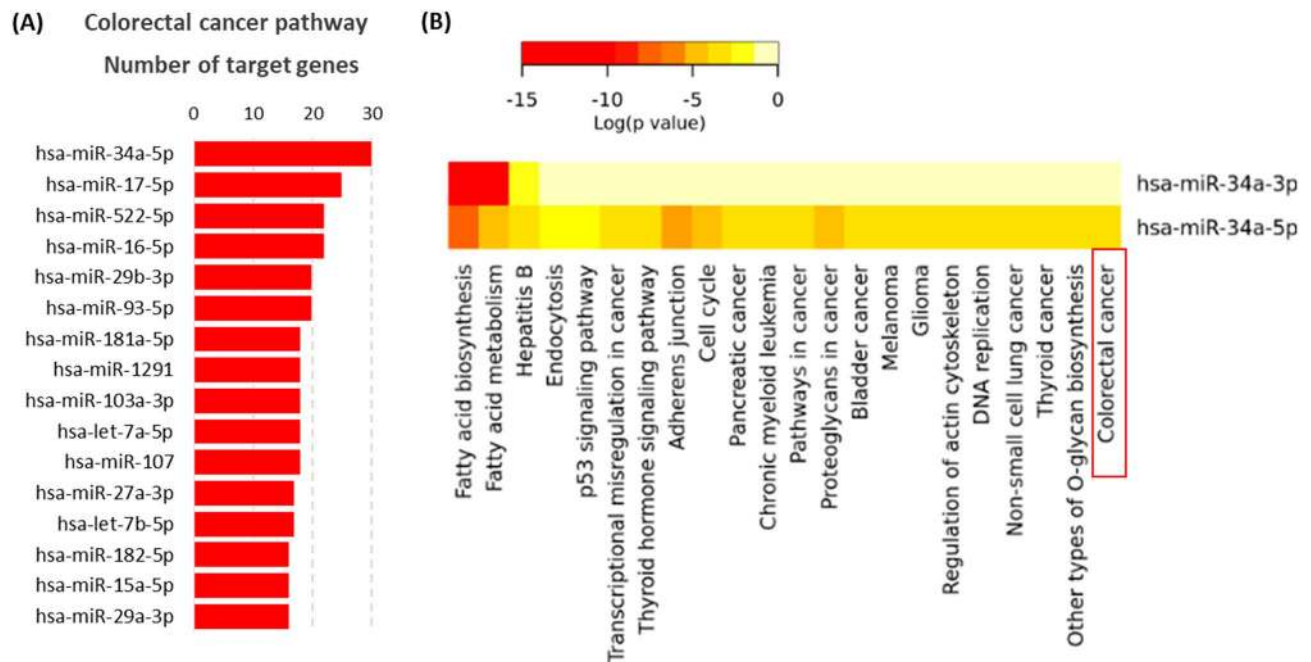 (A) Colorectal cancer pathway
Number of target genes
0 10 20 30
hsa-miR-34a-5p
hsa-miR-17-5p
hsa-miR-522-5p
hsa-miR-16-5p
hsa-miR-29b-3p
hsa-miR-93-5p
hsa-miR-181a-5p
hsa-miR-1291
hsa-miR-103a-3p
hsa-let-7a-5p
hsa-miR-107
hsa-miR-27a-3p
hsa-let-7b-5p
hsa-miR-182-5p
hsa-miR-15a-5p
hsa-miR-29a-3p
(B)
-15 -10 -5 0
Log(p value)
hsa-miR-34a-3p
hsa-miR-34a-5p
Fatty acid biosynthesis
Fatty acid metabolism
Hepatitis B
Endocytosis
p53 signaling pathway
Transcriptional misregulation in cancer
Thyroid hormone signaling pathway
Adherens junction
Cell cycle
Pancreatic cancer
Chronic myeloid leukemia
Pathways in cancer
Proteoglycans in cancer
Bladder cancer
Melanoma
Glioma
Regulation of actin cytoskeleton
DNA replication
Non-small cell lung cancer
Thyroid cancer
Other types of O-glycan biosynthesis
Colorectal cancer